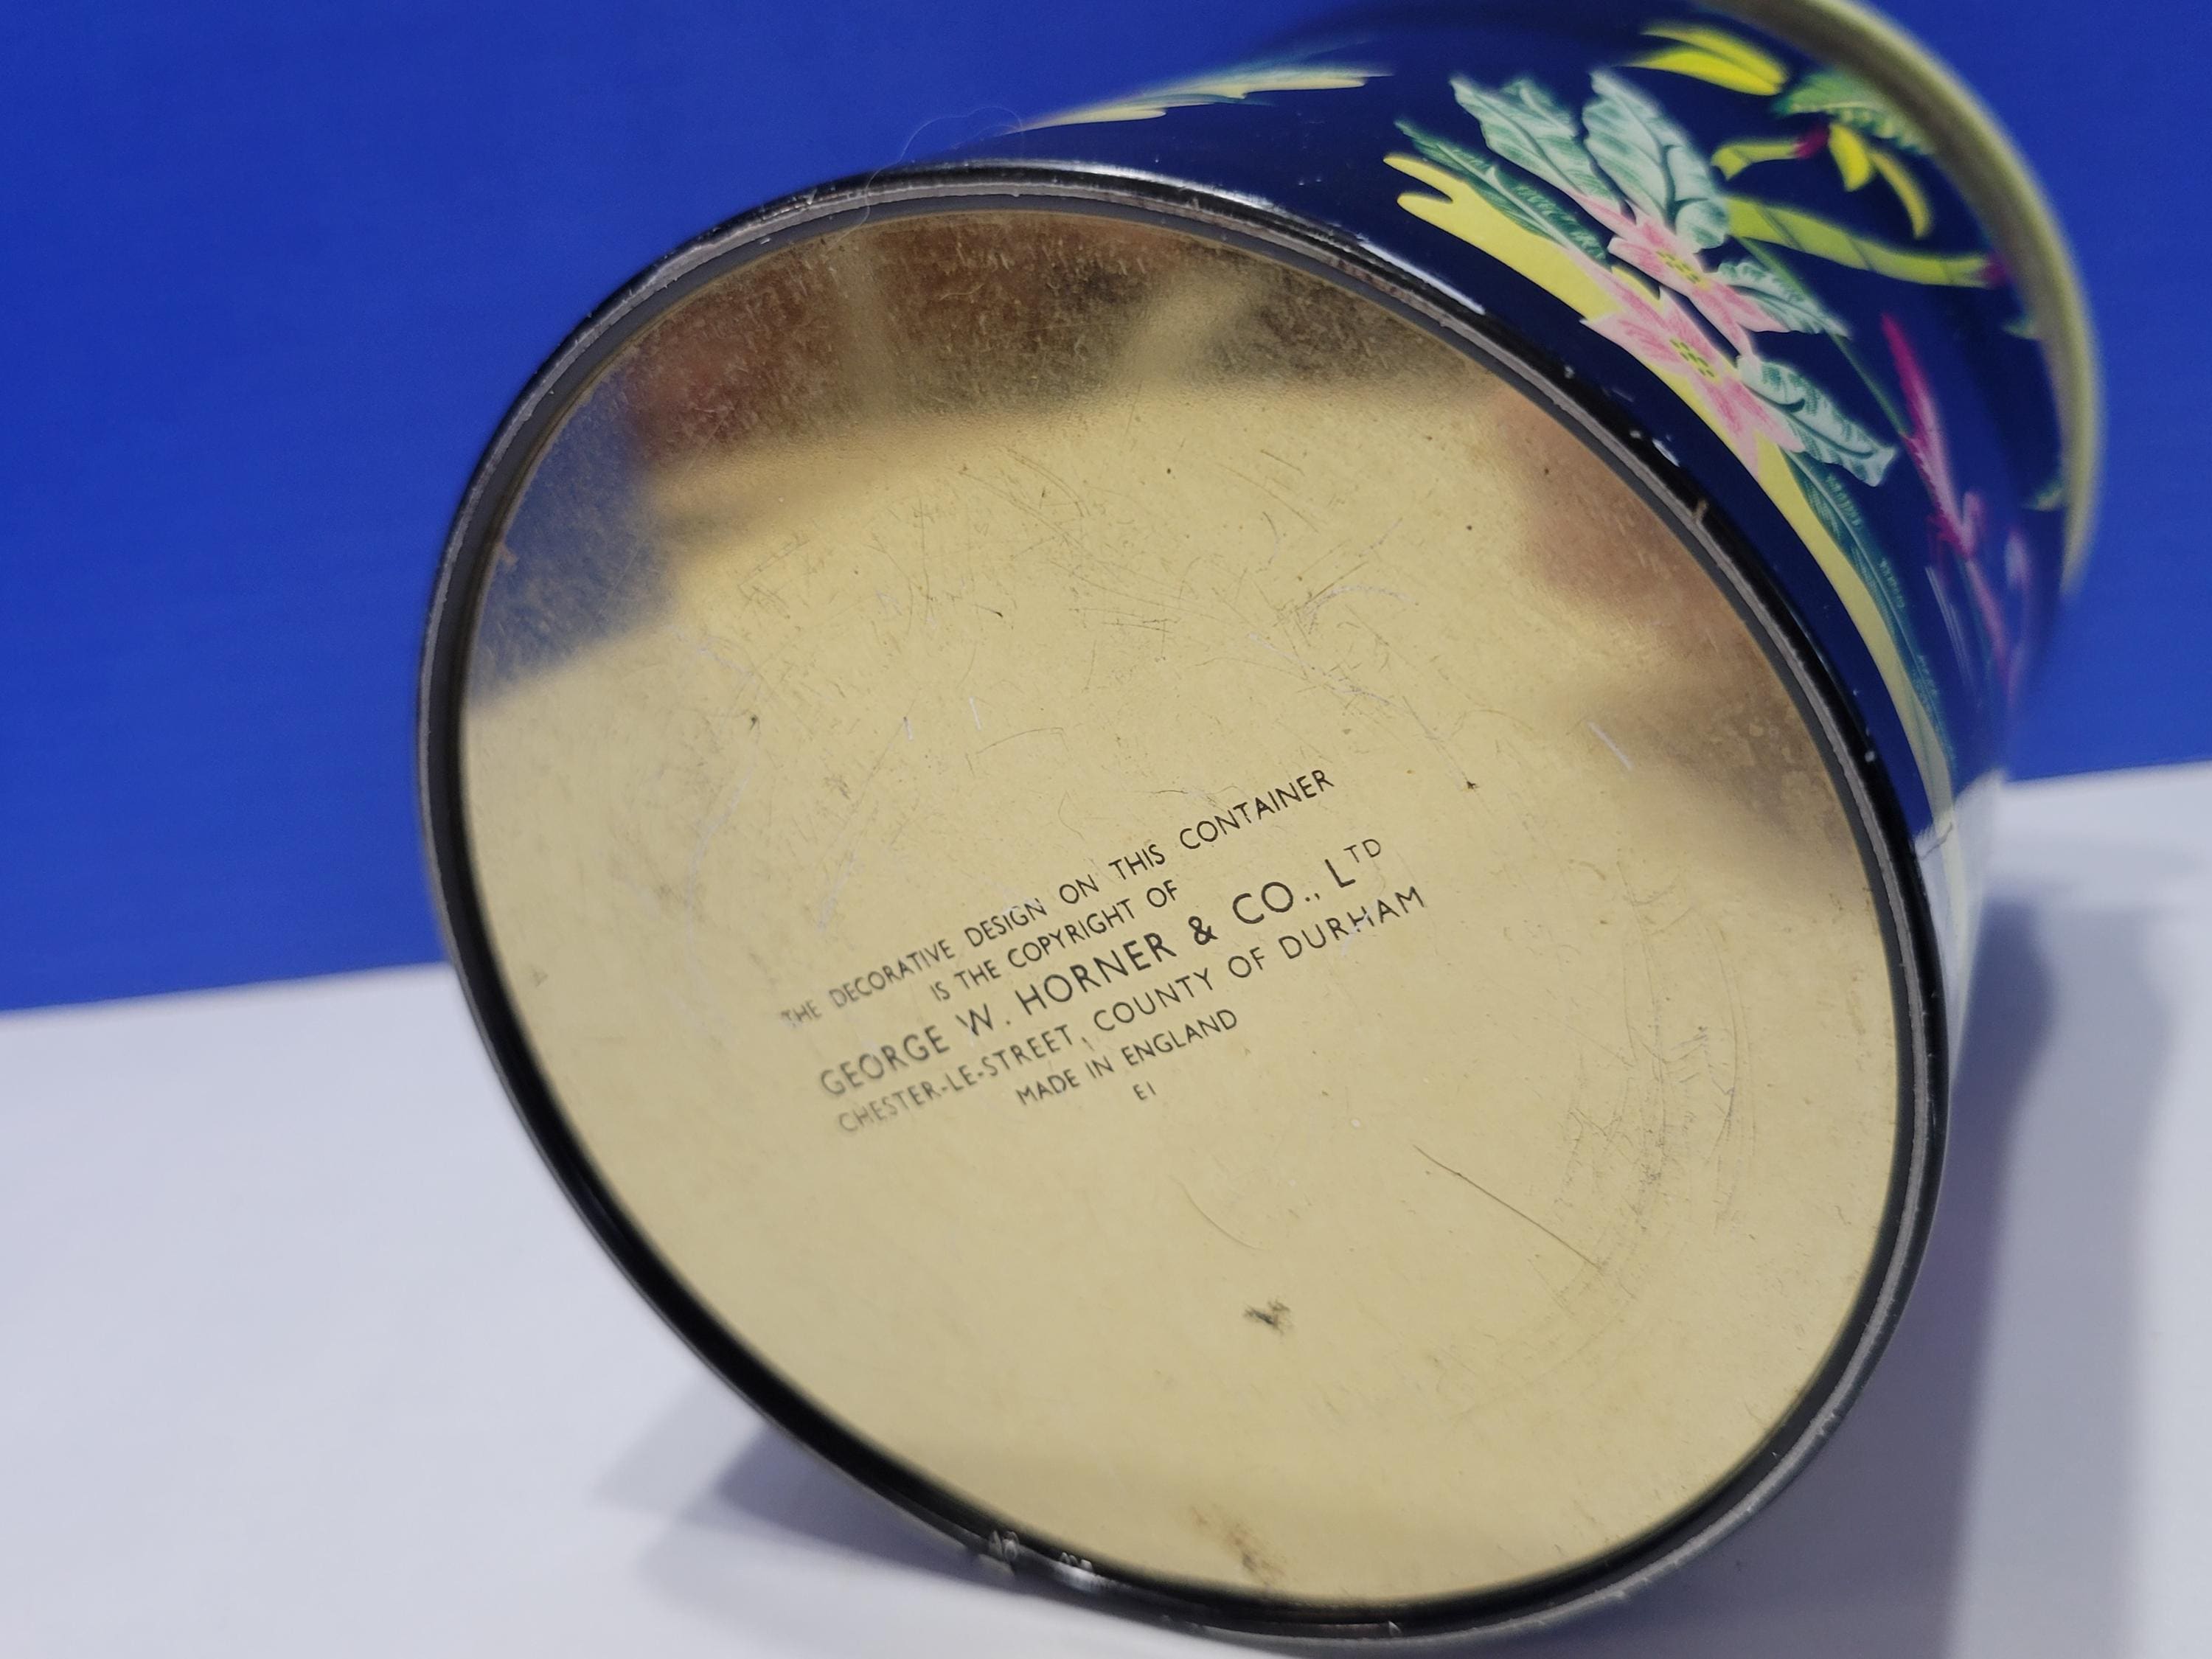 THE DECORATIVE DESIGN ON THIS CONTAINER
IS THE COPYRIGHT OF
GEORGE W. HORNER & CO., LTD
CHESTER-LE-STREET, COUNTY OF DURHAM
MADE IN ENGLAND
E1